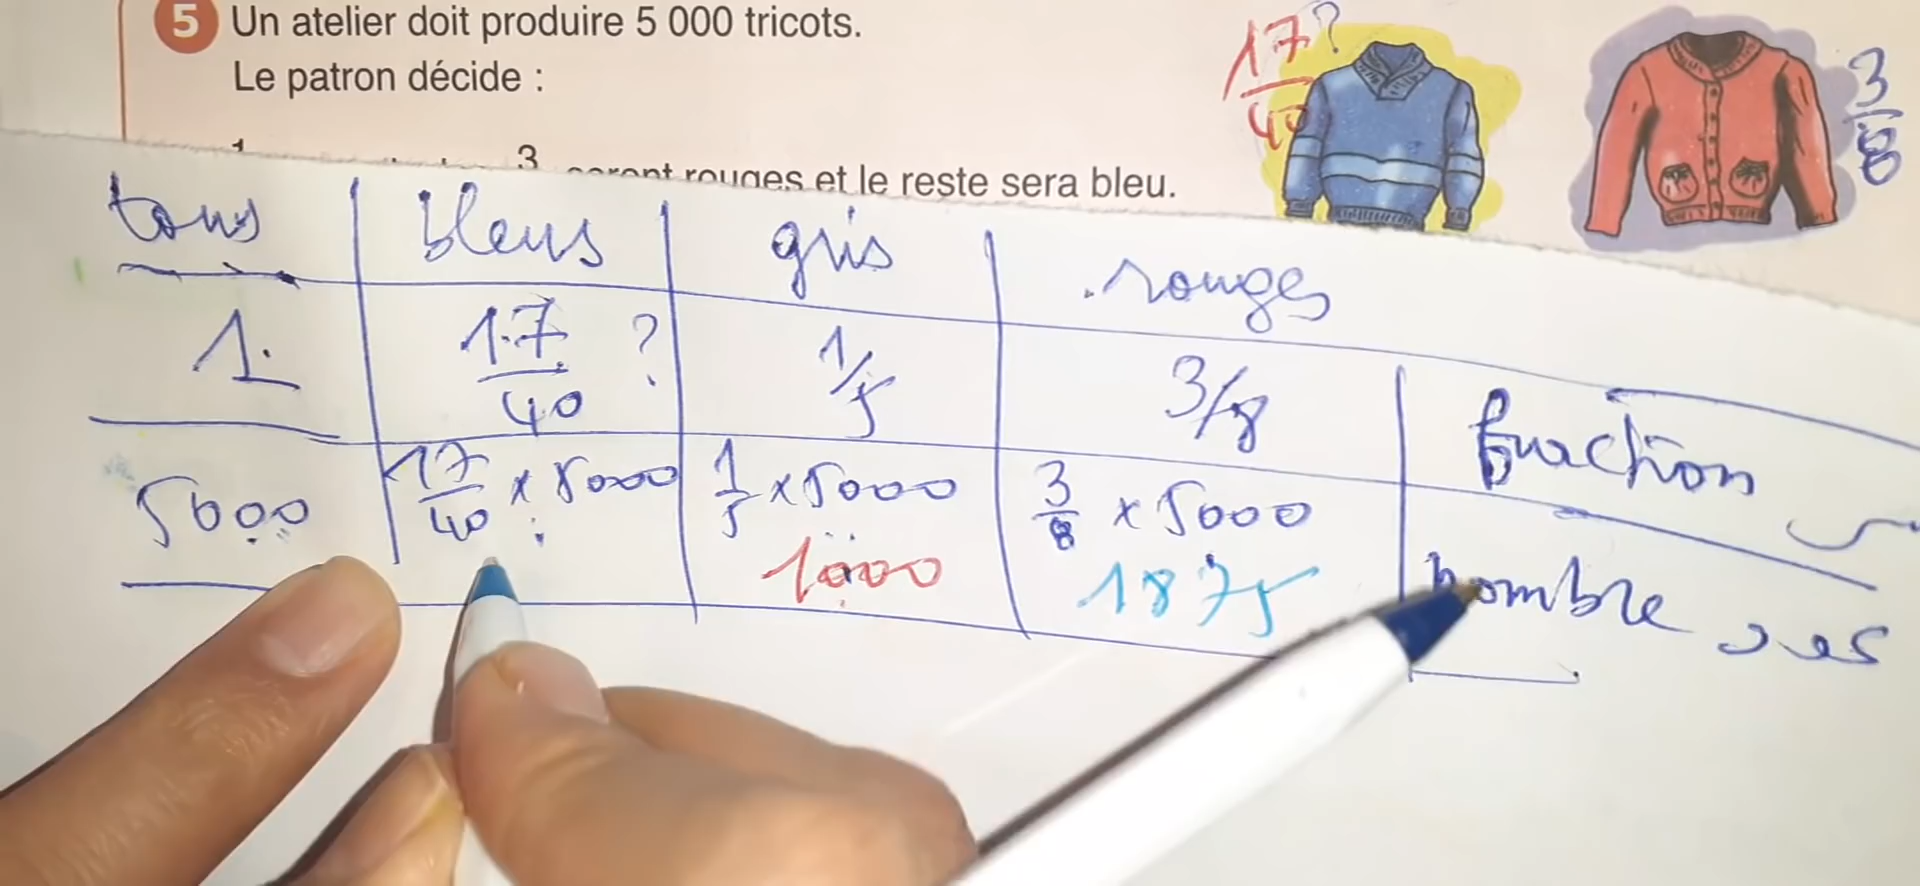 5 Un atelier doit produire 5 000 tricots.
Le patron décide :
3
seront rouges et le reste sera bleu.
17 ?
40
3
8
tous bleus gris rouges
1. 17/40 ? 1/5 3/8 fraction
5000 17/40 x 5000 1/5 x 5000 3/8 x 5000 nombre
1000 1875